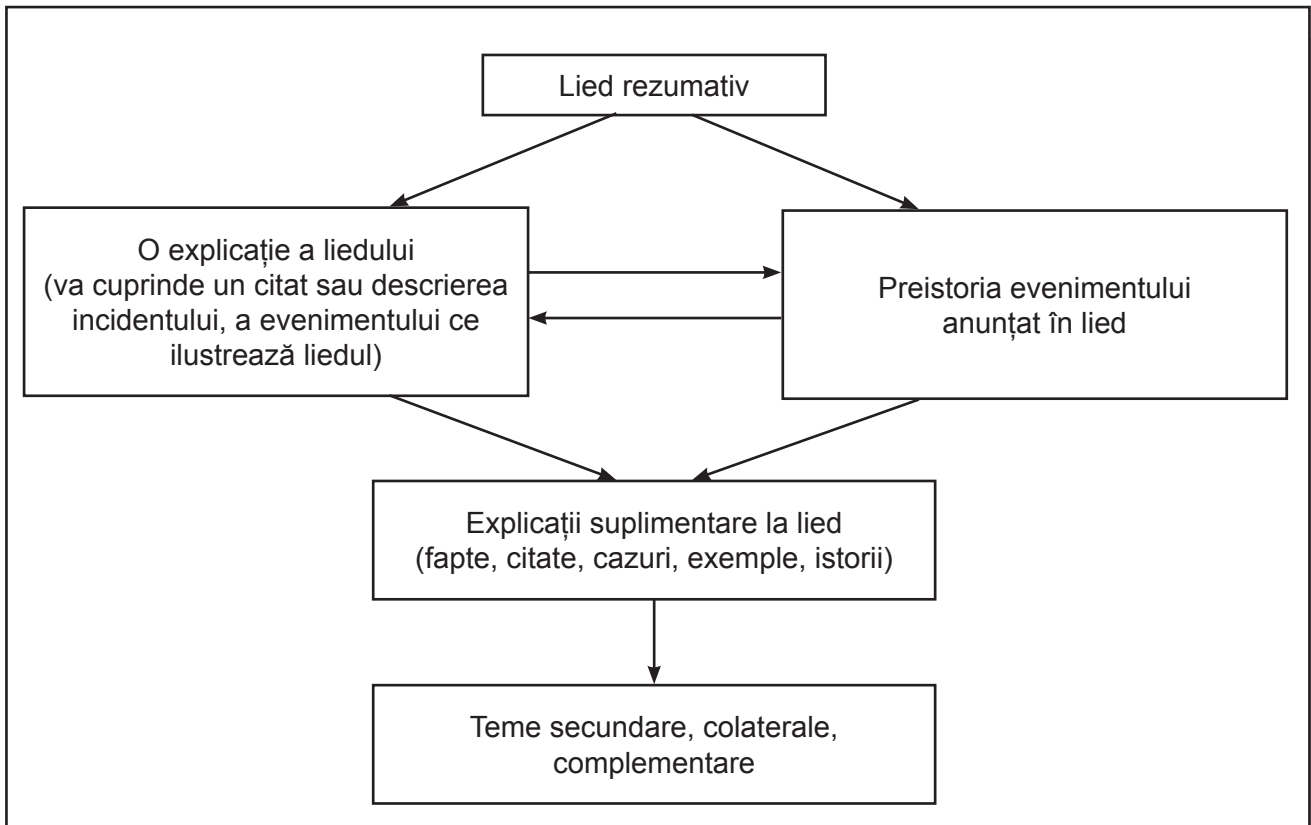 Lied rezumativ
O explicație a liedului
(va cuprinde un citat sau descrierea
incidentului, a evenimentului ce
ilustrează liedul)
Preistoria evenimentului
anunțat în lied
Explicații suplimentare la lied
(fapte, citate, cazuri, exemple, istorii)
Teme secundare, colaterale,
complementare